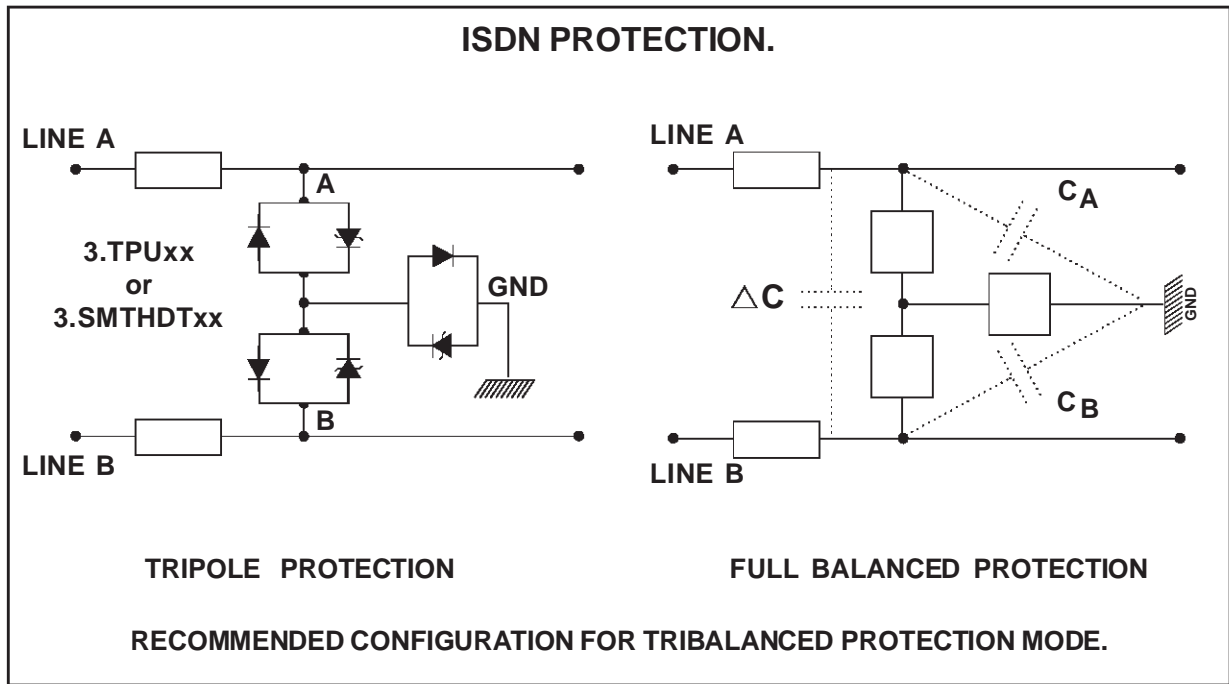 ISDN PROTECTION.
LINE A
A
3.TPUxx
or
3.SMTHDTxx
GND
B
LINE B
TRIPOLE PROTECTION
LINE A
CA
△C
GND
CB
LINE B
FULL BALANCED PROTECTION
RECOMMENDED CONFIGURATION FOR TRIBALANCED PROTECTION MODE.